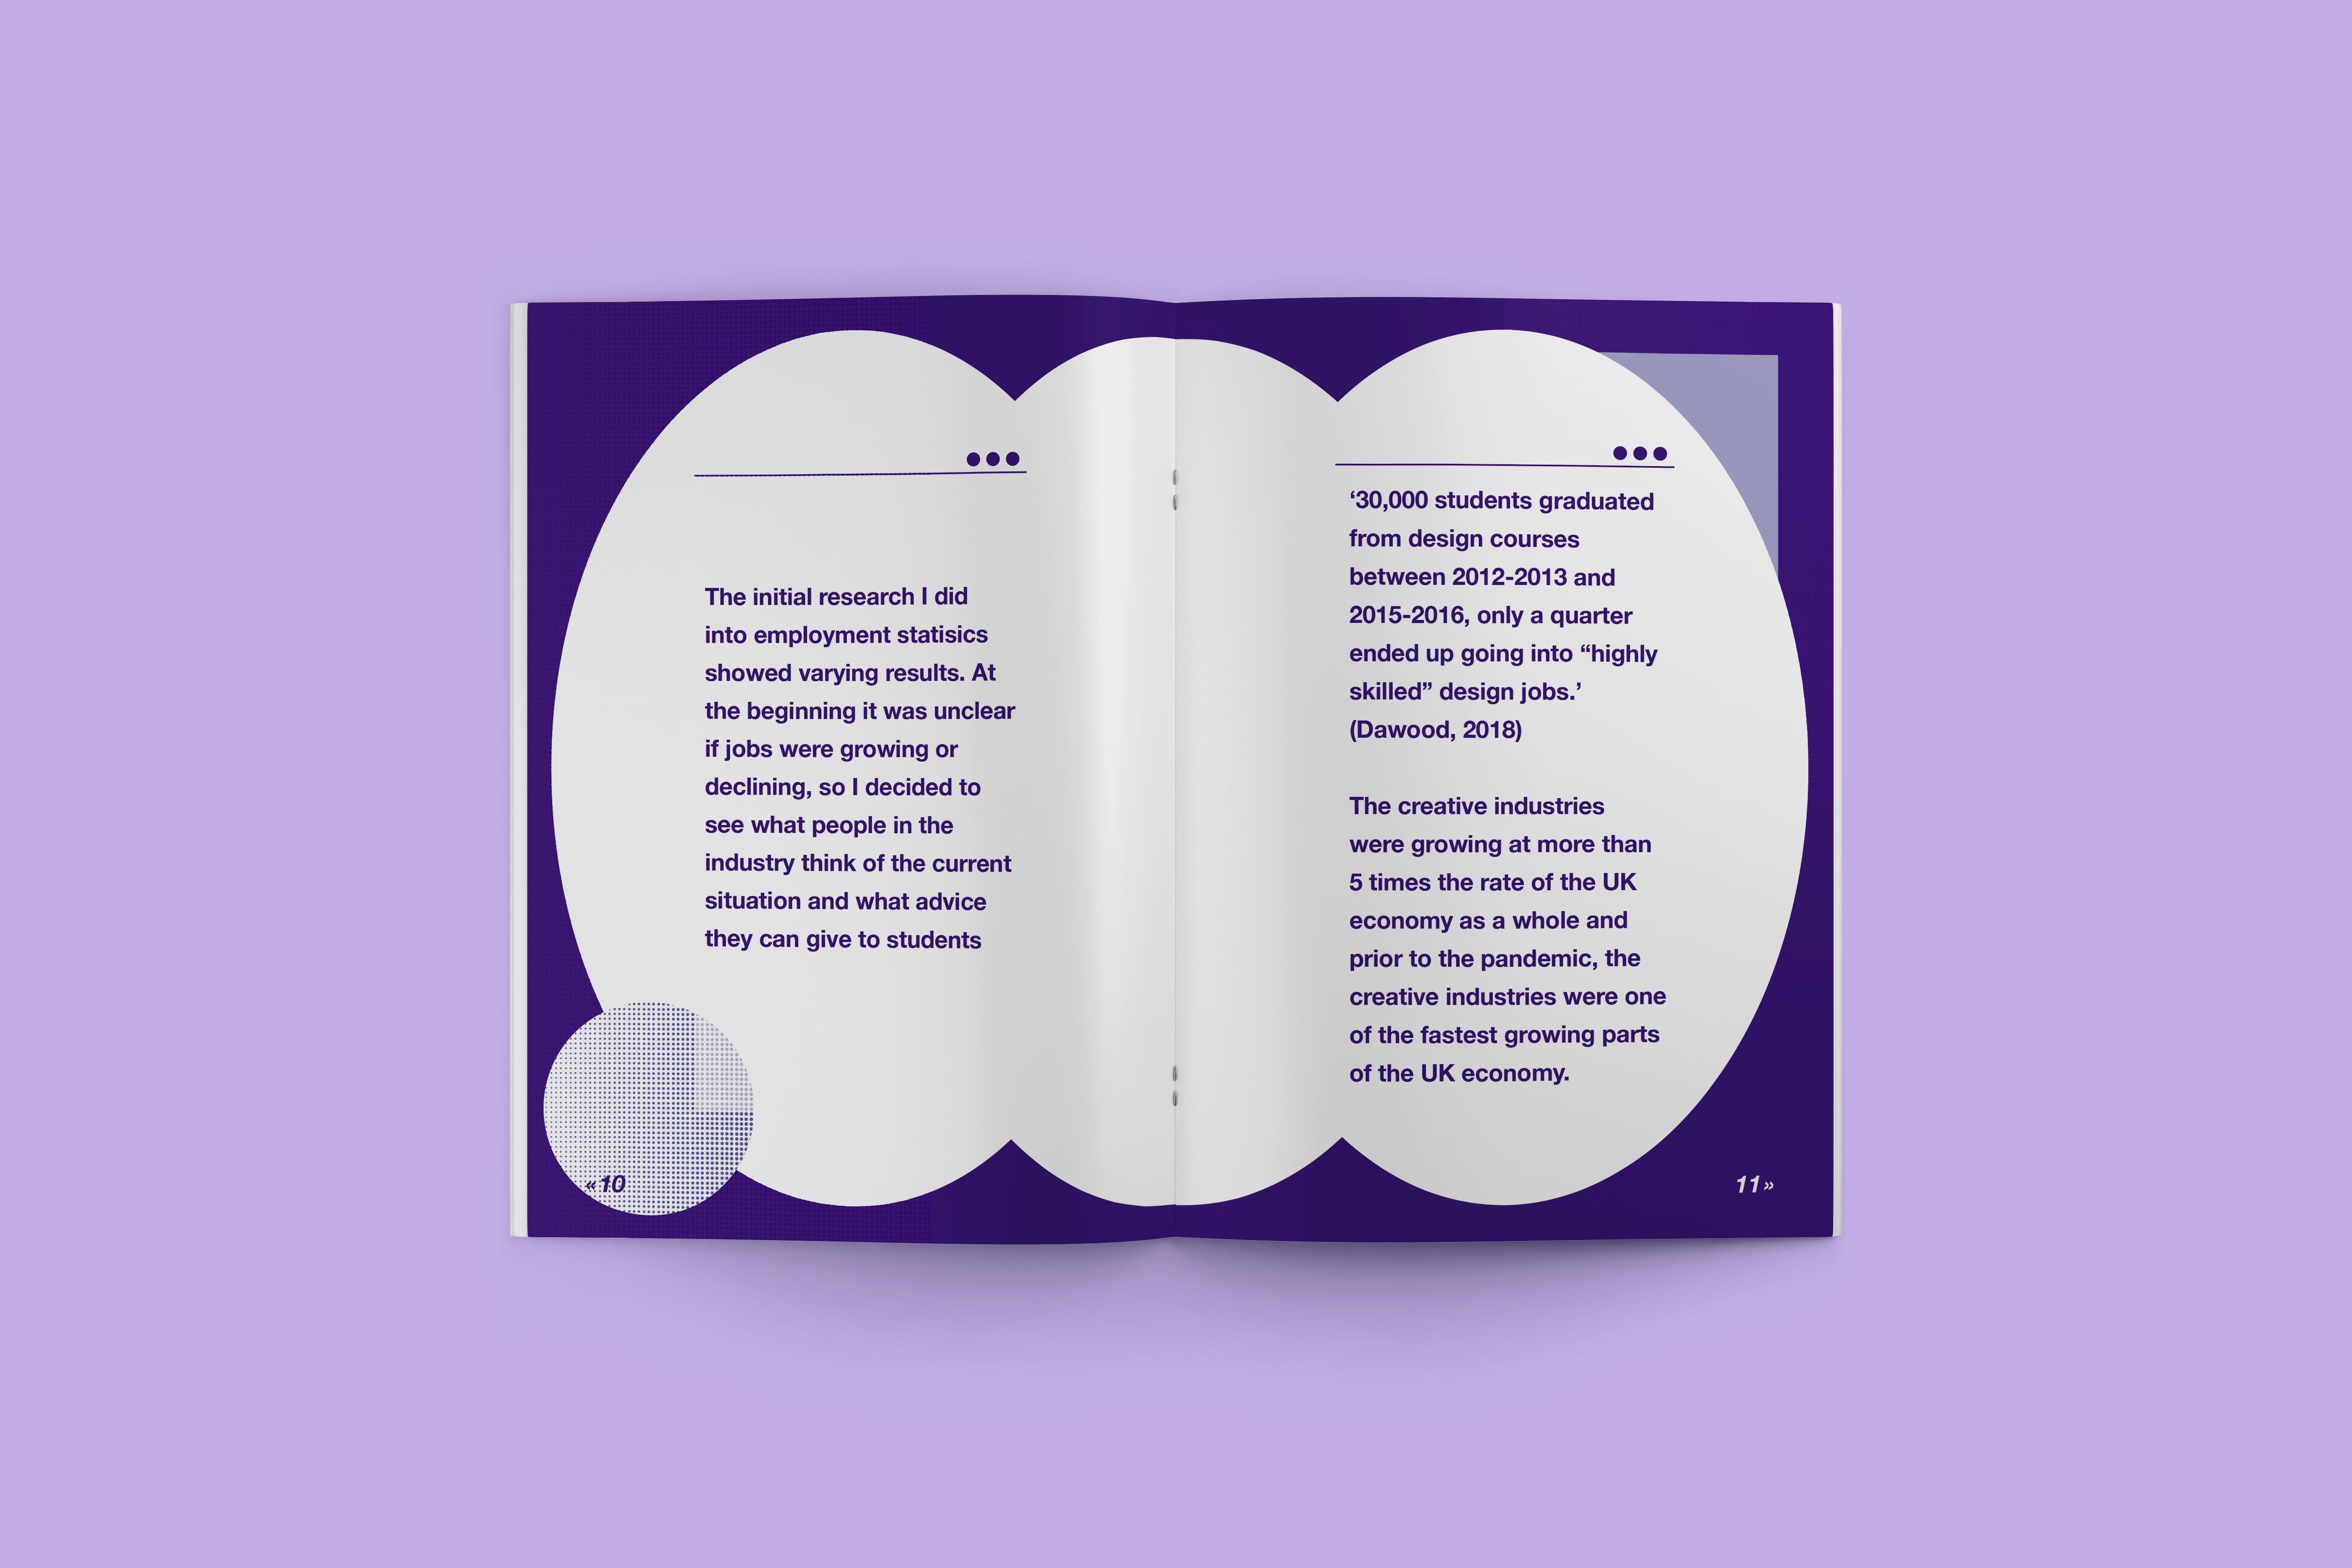 The initial research I did
into employment statisics
showed varying results. At
the beginning it was unclear
if jobs were growing or
declining, so I decided to
see what people in the
industry think of the current
situation and what advice
they can give to students
«10
‘30,000 students graduated
from design courses
between 2012-2013 and
2015-2016, only a quarter
ended up going into “highly
skilled” design jobs.’
(Dawood, 2018)
The creative industries
were growing at more than
5 times the rate of the UK
economy as a whole and
prior to the pandemic, the
creative industries were one
of the fastest growing parts
of the UK economy.
11»